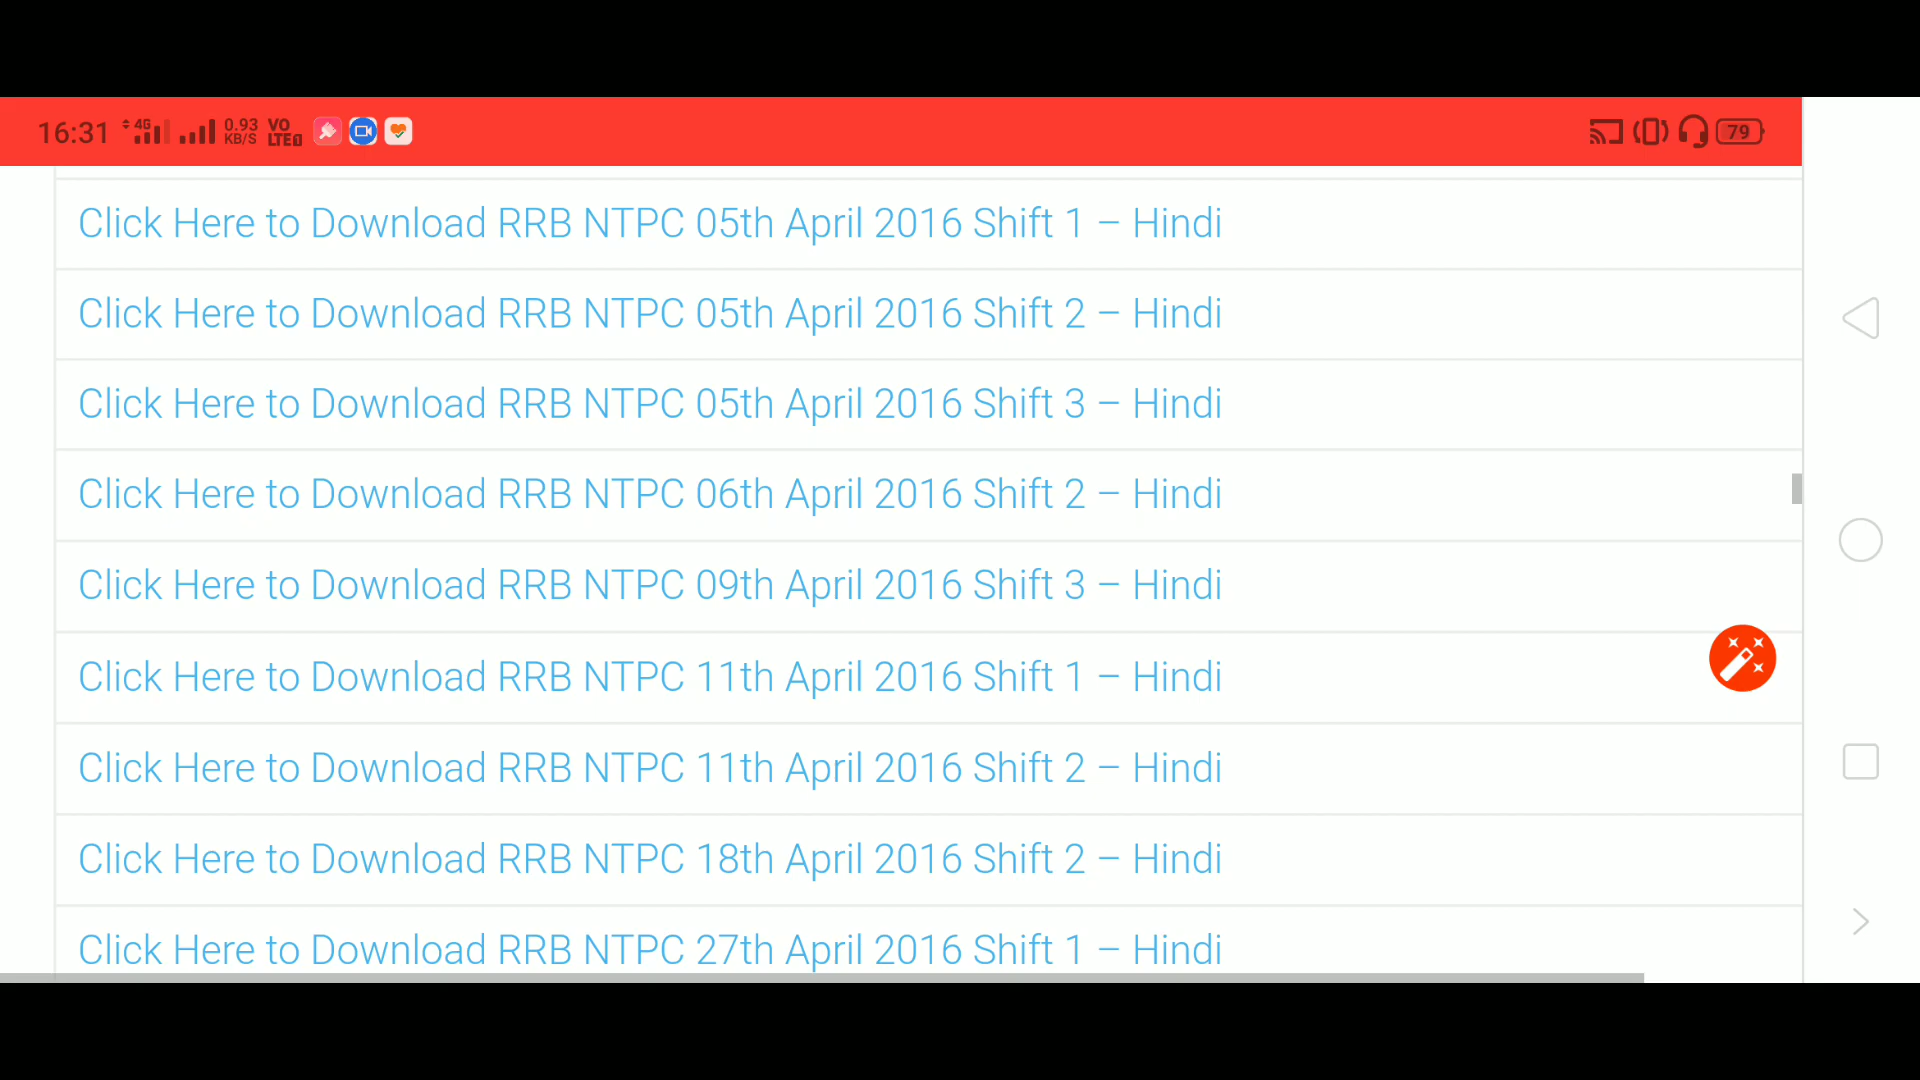 16:31 4G 0.93 KB/S VO LTE 1 79
Click Here to Download RRB NTPC 05th April 2016 Shift 1 – Hindi
Click Here to Download RRB NTPC 05th April 2016 Shift 2 – Hindi
Click Here to Download RRB NTPC 05th April 2016 Shift 3 – Hindi
Click Here to Download RRB NTPC 06th April 2016 Shift 2 – Hindi
Click Here to Download RRB NTPC 09th April 2016 Shift 3 – Hindi
Click Here to Download RRB NTPC 11th April 2016 Shift 1 – Hindi
Click Here to Download RRB NTPC 11th April 2016 Shift 2 – Hindi
Click Here to Download RRB NTPC 18th April 2016 Shift 2 – Hindi
Click Here to Download RRB NTPC 27th April 2016 Shift 1 – Hindi